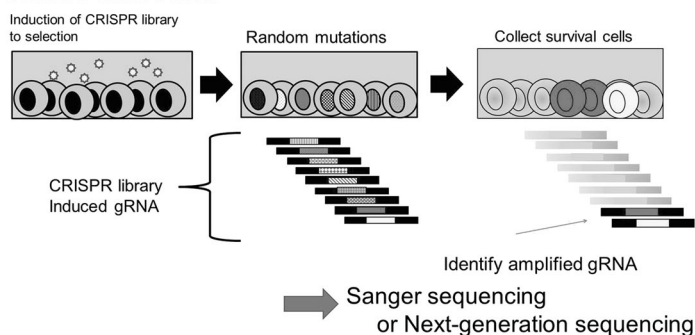 Induction of CRISPR library
to selection
Random mutations
Collect survival cells
CRISPR library
Induced gRNA
Identify amplified gRNA
Sanger sequencing
or Next-generation sequencing